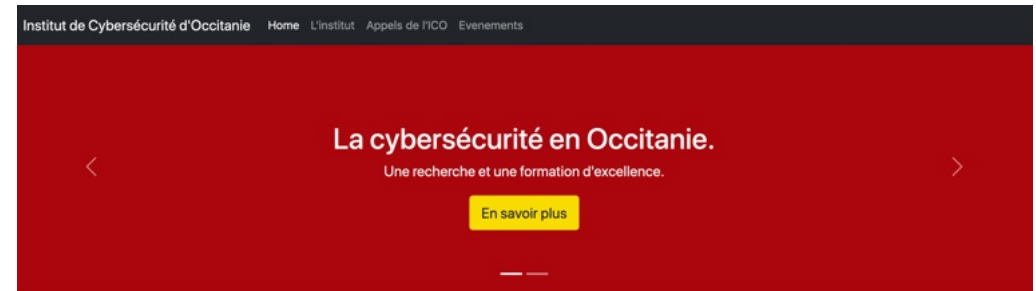 Institut de Cybersécurité d'Occitanie Home L'institut Appels de l'ICO Evenements
La cybersécurité en Occitanie.
Une recherche et une formation d'excellence.
En savoir plus